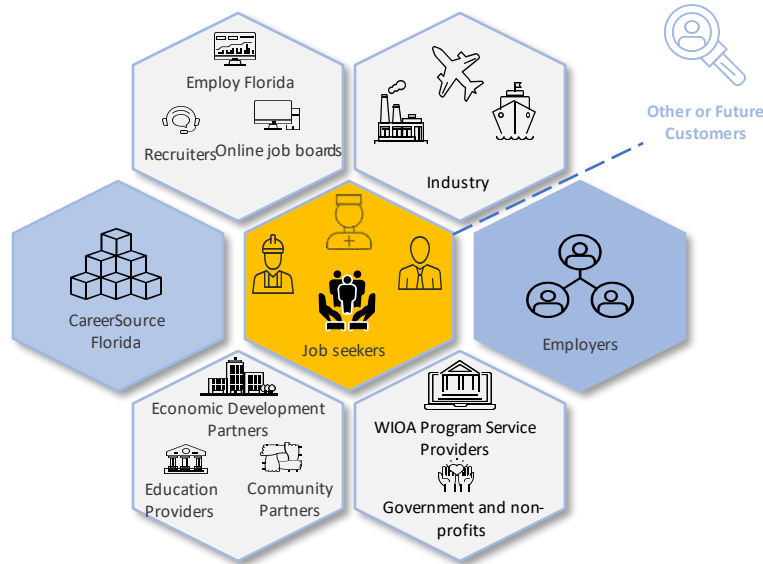 Employ Florida
Recruiters
Online job boards
Industry
Other or Future
Customers
CareerSource
Florida
Job seekers
Employers
Economic Development
Partners
Education
Providers
Community
Partners
WIOA Program Service
Providers
Government and non-
profits